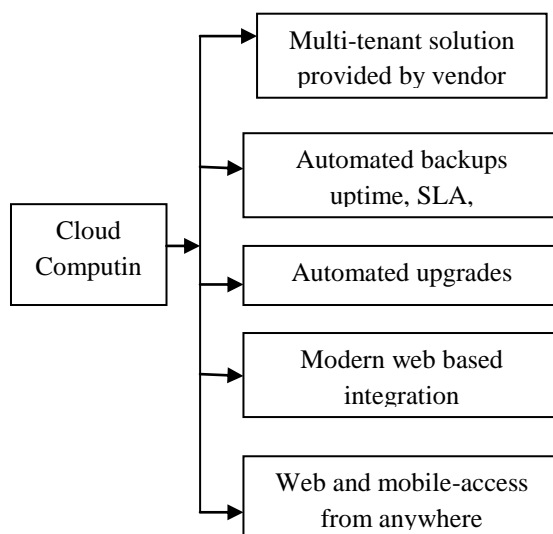 Cloud
Computin
Multi-tenant solution
provided by vendor
Automated backups
uptime, SLA,
Automated upgrades
Modern web based
integration
Web and mobile-access
from anywhere